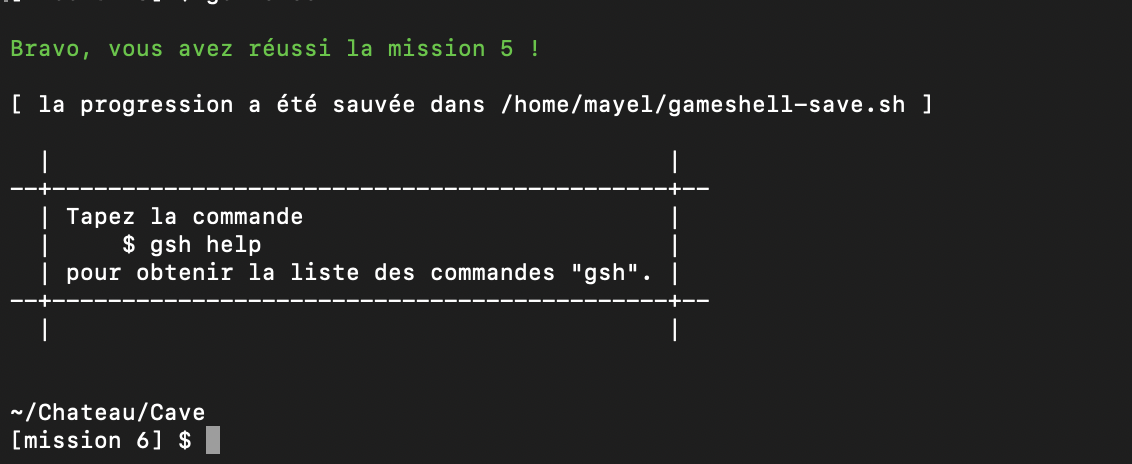 Bravo, vous avez réussi la mission 5 !
[ la progression a été sauvée dans /home/mayel/gameshell-save.sh ]
  |                                            |
--+--------------------------------------------+--
  | Tapez la commande                          |
  |     $ gsh help                             |
  | pour obtenir la liste des commandes "gsh". |
--+--------------------------------------------+--
  |                                            |
~/Chateau/Cave
[mission 6] $